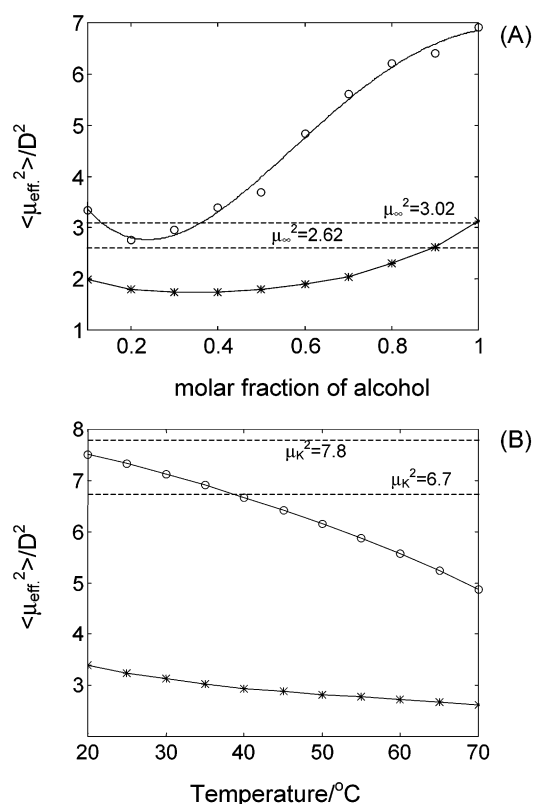 (A)
<μeff.²>/D²
7
6
5
4
3
2
1
μ∞²=3.02
μ∞²=2.62
0.2 0.4 0.6 0.8 1
molar fraction of alcohol
(B)
<μeff.²>/D²
8
7
6
5
4
3
μK²=7.8
μK²=6.7
20 30 40 50 60 70
Temperature/°C